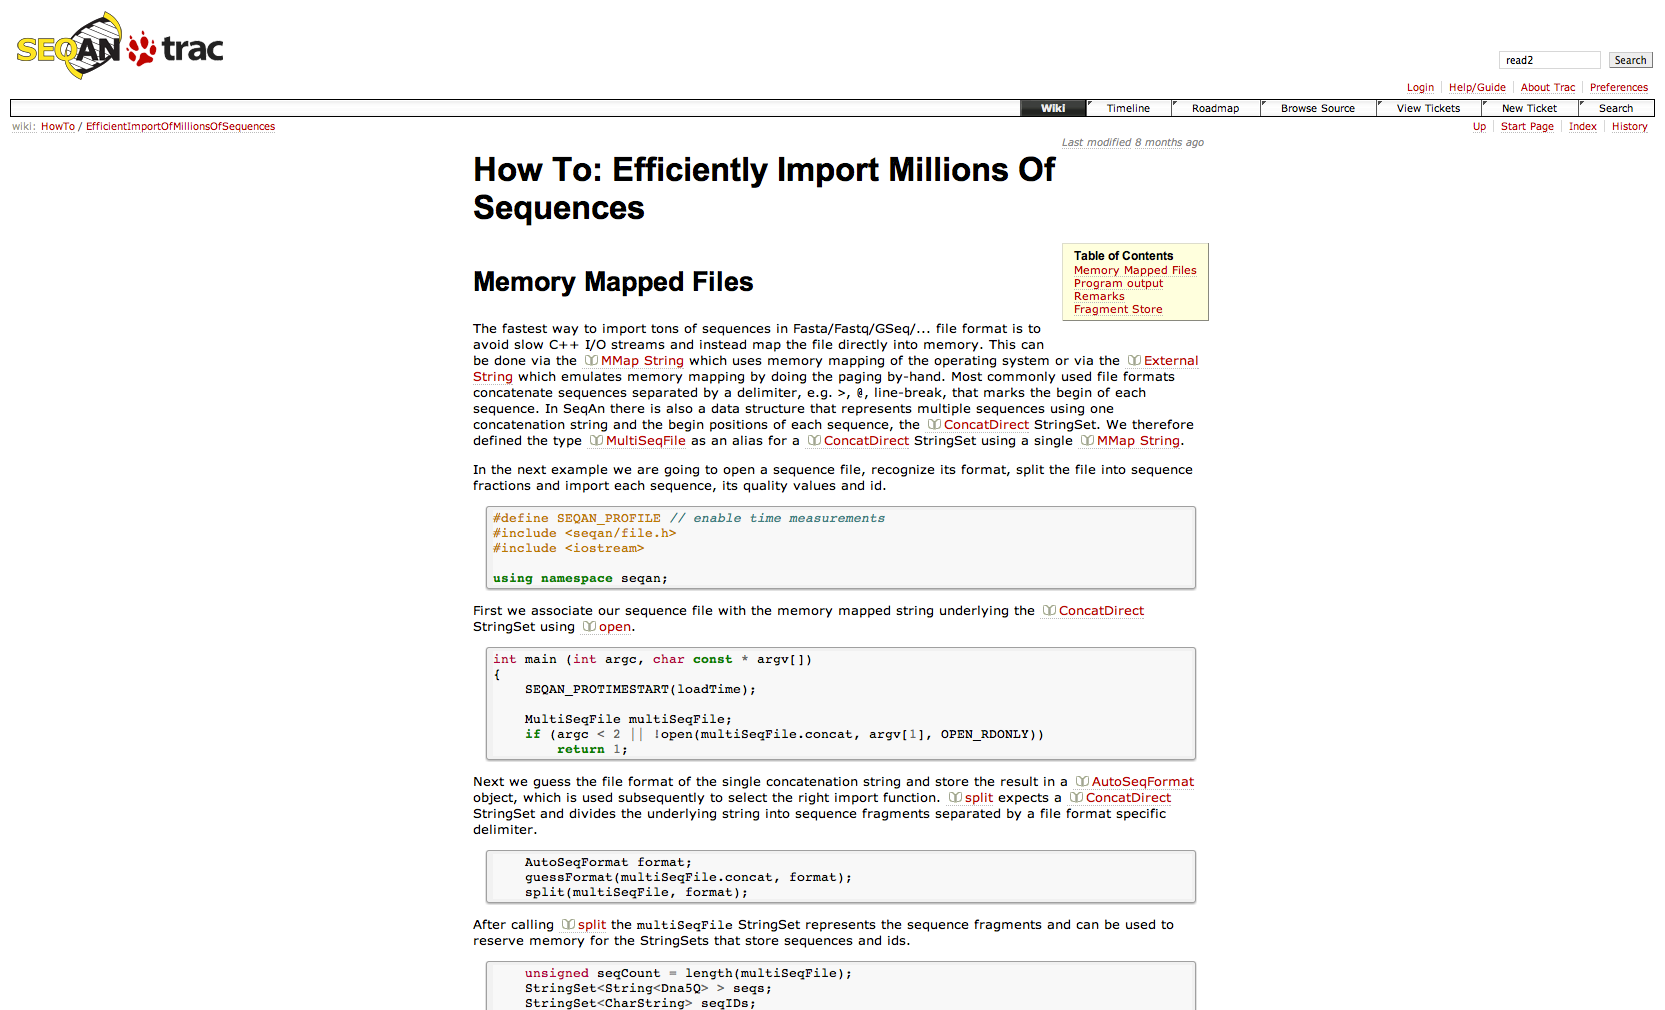 SEQAN trac
read2 Search
Login Help/Guide About Trac Preferences
Wiki Timeline Roadmap Browse Source View Tickets New Ticket Search
wiki: HowTo / EfficientImportOfMillionsOfSequences
Up Start Page Index History
Last modified 8 months ago
How To: Efficiently Import Millions Of
Sequences
Table of Contents
Memory Mapped Files
Program output
Remarks
Fragment Store
Memory Mapped Files
The fastest way to import tons of sequences in Fasta/Fastq/GSeq/... file format is to
avoid slow C++ I/O streams and instead map the file directly into memory. This can
be done via the MMap String which uses memory mapping of the operating system or via the External
String which emulates memory mapping by doing the paging by-hand. Most commonly used file formats
concatenate sequences separated by a delimiter, e.g. >, @, line-break, that marks the begin of each
sequence. In SeqAn there is also a data structure that represents multiple sequences using one
concatenation string and the begin positions of each sequence, the ConcatDirect StringSet. We therefore
defined the type MultiSeqFile as an alias for a ConcatDirect StringSet using a single MMap String.
In the next example we are going to open a sequence file, recognize its format, split the file into sequence
fractions and import each sequence, its quality values and id.
#define SEQAN_PROFILE // enable time measurements
#include <seqan/file.h>
#include <iostream>
using namespace seqan;
First we associate our sequence file with the memory mapped string underlying the ConcatDirect
StringSet using open.
int main (int argc, char const * argv[])
{
SEQAN_PROTIMESTART(loadTime);
MultiSeqFile multiSeqFile;
if (argc < 2 || !open(multiSeqFile.concat, argv[1], OPEN_RDONLY))
return 1;
Next we guess the file format of the single concatenation string and store the result in a AutoSeqFormat
object, which is used subsequently to select the right import function. split expects a ConcatDirect
StringSet and divides the underlying string into sequence fragments separated by a file format specific
delimiter.
AutoSeqFormat format;
guessFormat(multiSeqFile.concat, format);
split(multiSeqFile, format);
After calling split the multiSeqFile StringSet represents the sequence fragments and can be used to
reserve memory for the StringSets that store sequences and ids.
unsigned seqCount = length(multiSeqFile);
StringSet<String<Dna5Q> > seqs;
StringSet<CharString> seqIDs;